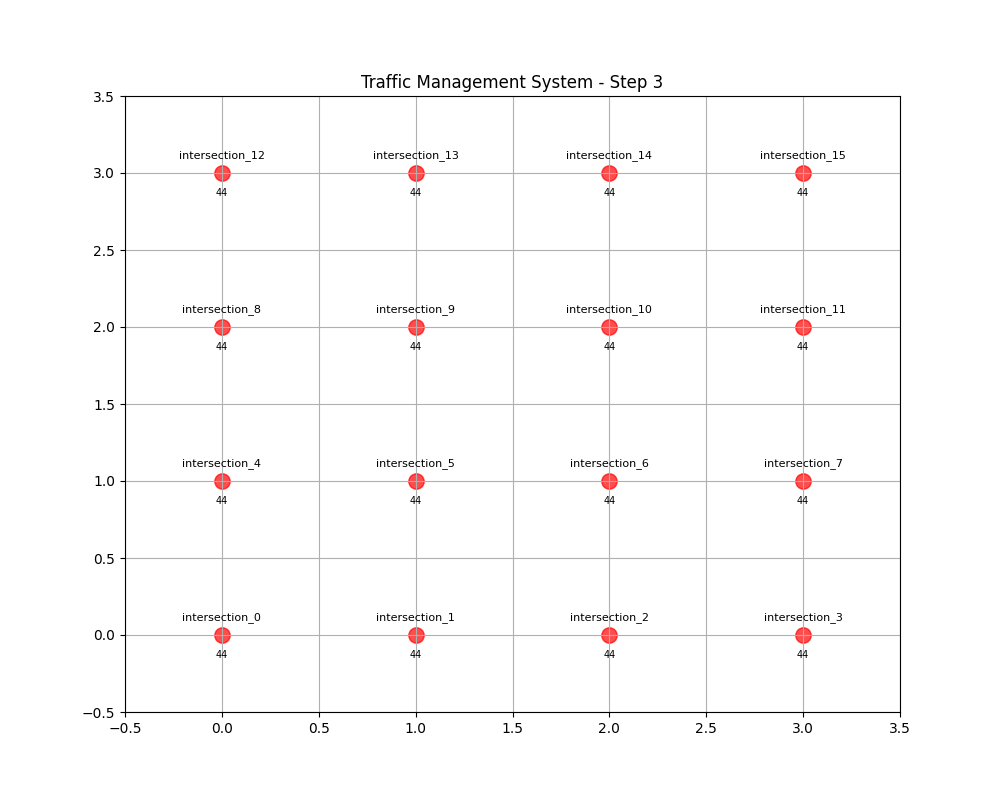 Traffic Management System - Step 3
3.5
intersection_12 intersection_13 intersection_14 intersection_15
3.0
44 44 44 44
2.5
intersection_8 intersection_9 intersection_10 intersection_11
2.0
44 44 44 44
1.5
intersection_4 intersection_5 intersection_6 intersection_7
1.0
44 44 44 44
0.5
intersection_0 intersection_1 intersection_2 intersection_3
0.0
44 44 44 44
−0.5
−0.5 0.0 0.5 1.0 1.5 2.0 2.5 3.0 3.5